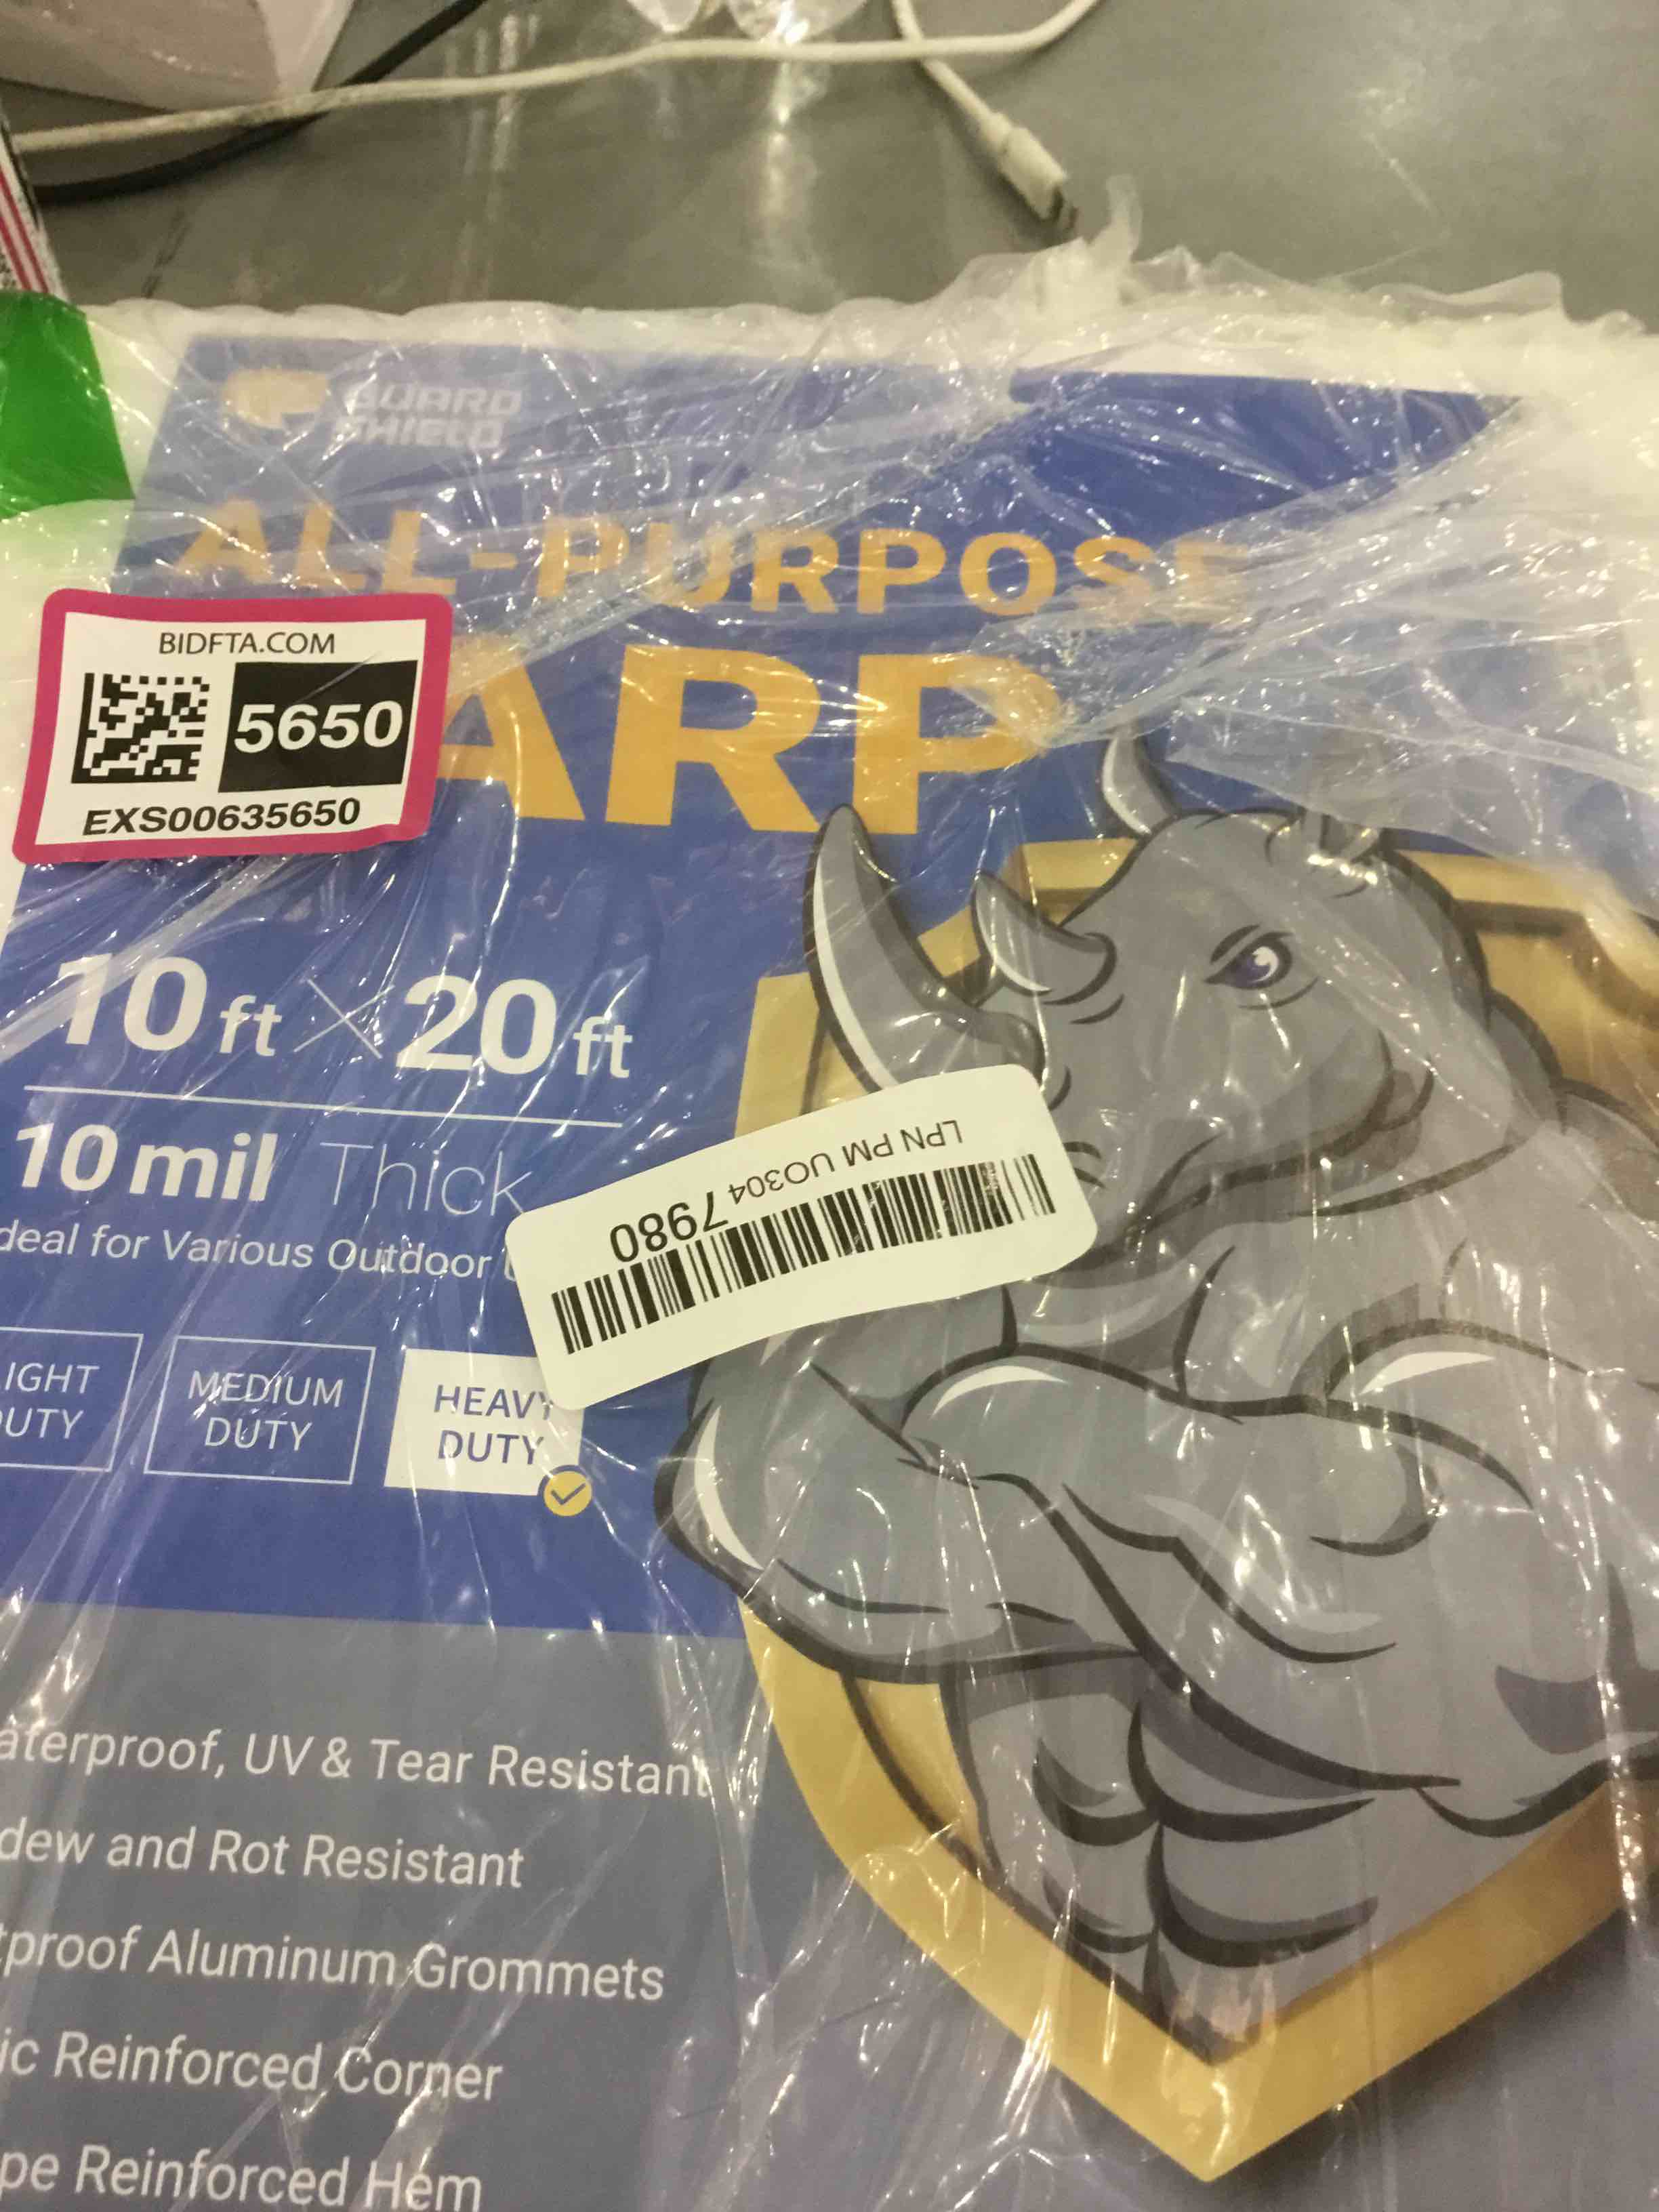 GUARD
SHIELD
ALL-PURPOSE
ARP
BIDFTA.COM
5650
EXS00635650
10 ft × 20 ft
10 mil Thick
deal for Various Outdoor
LPN PM UO304 7980
IGHT
UTY
MEDIUM
DUTY
HEAVY
DUTY
aterproof, UV & Tear Resistant
dew and Rot Resistant
tproof Aluminum Grommets
ic Reinforced Corner
pe Reinforced Hem